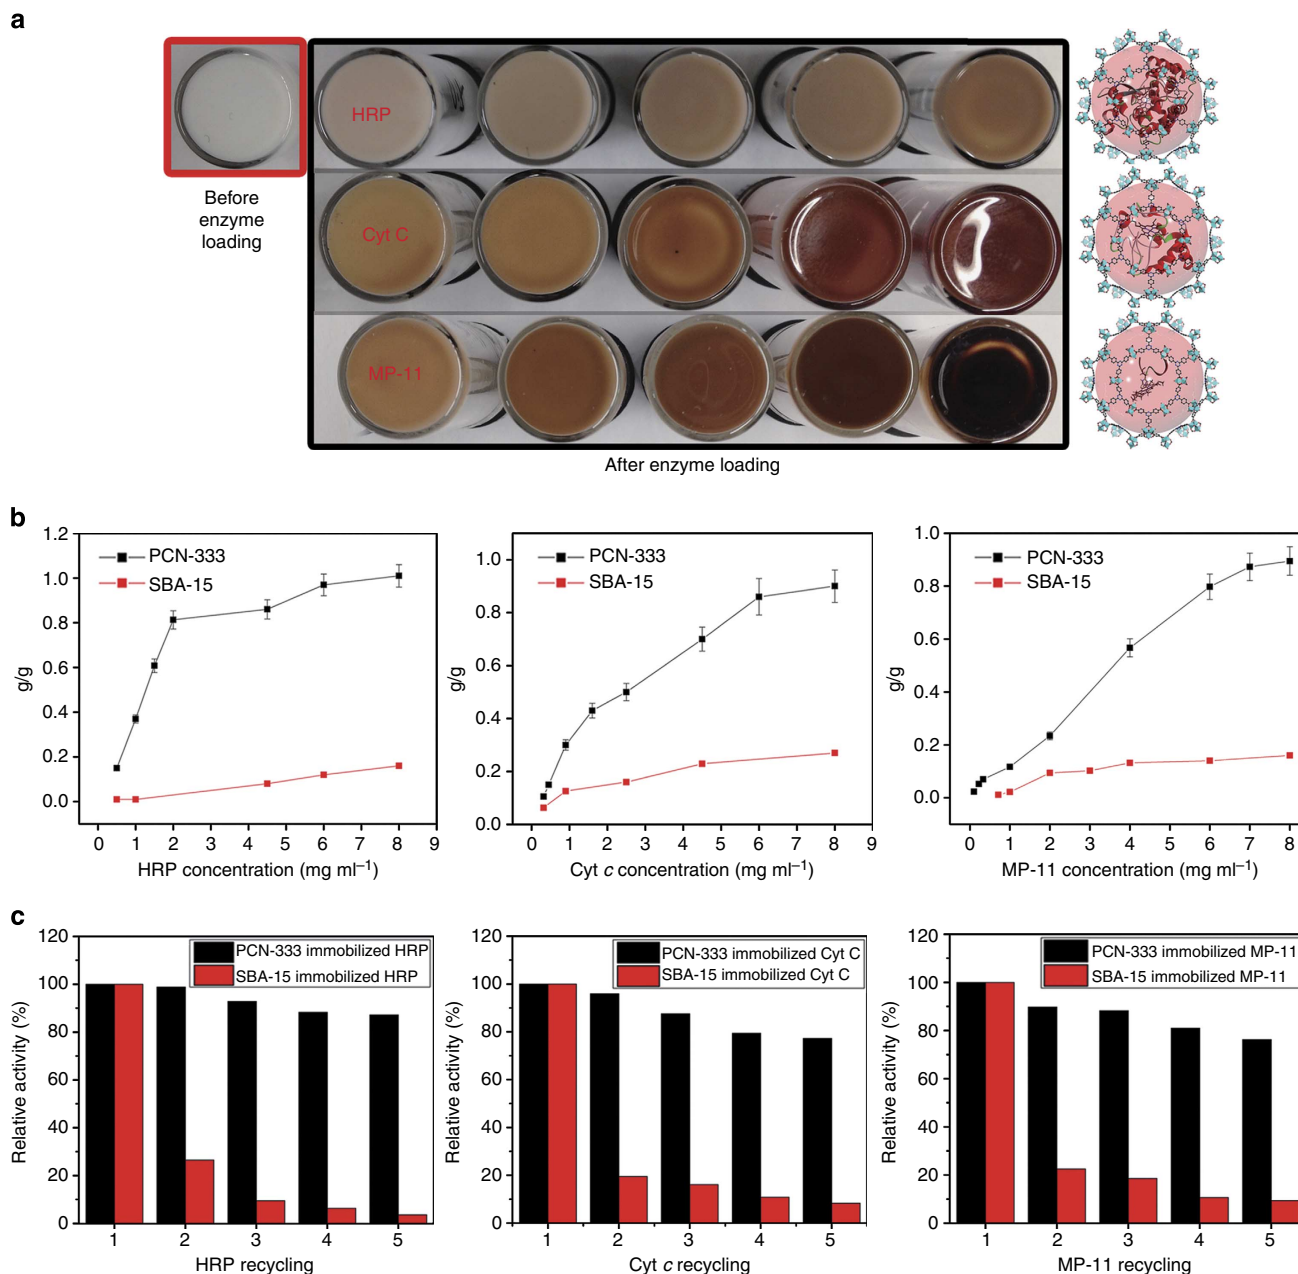 a
HRP
Cyt C
MP-11
Before
enzyme
loading
After enzyme loading
b
1.2
1.0
0.8
0.6
0.4
0.2
0.0
g/g
PCN-333
SBA-15
0 1 2 3 4 5 6 7 8 9
HRP concentration (mg ml⁻¹)
1.0
0.8
0.6
0.4
0.2
0.0
g/g
PCN-333
SBA-15
0 1 2 3 4 5 6 7 8 9
Cyt c concentration (mg ml⁻¹)
1.0
0.8
0.6
0.4
0.2
0.0
g/g
PCN-333
SBA-15
0 1 2 3 4 5 6 7 8
MP-11 concentration (mg ml⁻¹)
c
120
100
80
60
40
20
0
Relative activity (%)
PCN-333 immobilized HRP
SBA-15 immobilized HRP
1 2 3 4 5
HRP recycling
120
100
80
60
40
20
0
Relative activity (%)
PCN-333 immobilized Cyt C
SBA-15 immobilized Cyt C
1 2 3 4 5
Cyt c recycling
120
100
80
60
40
20
0
Relative activity (%)
PCN-333 immobilized MP-11
SBA-15 immobilized MP-11
1 2 3 4 5
MP-11 recycling